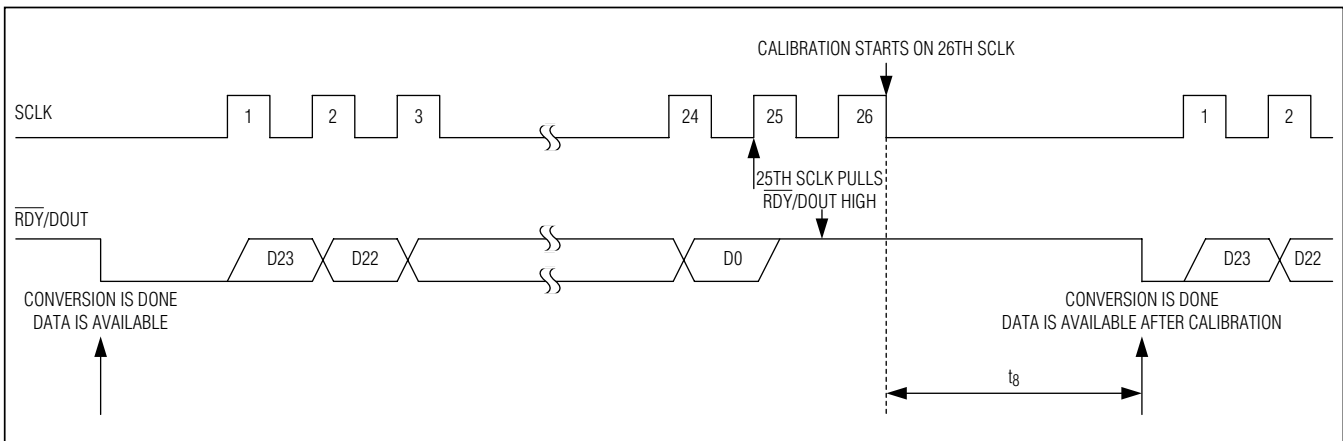 CALIBRATION STARTS ON 26TH SCLK
SCLK
1 2 3 24 25 26 1 2
25TH SCLK PULLS
RDY/DOUT HIGH
RDY/DOUT
D23 D22 D0 D23 D22
CONVERSION IS DONE
DATA IS AVAILABLE
CONVERSION IS DONE
DATA IS AVAILABLE AFTER CALIBRATION
t8